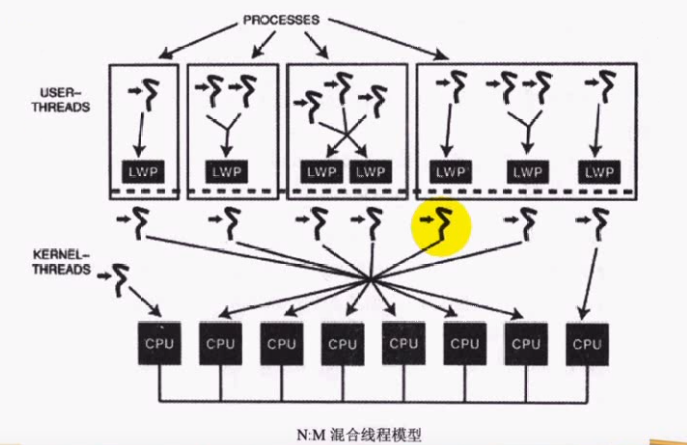 PROCESSES
USER-
THREADS
LWP LWP LWP LWP LWP LWP LWP
KERNEL-
THREADS
CPU CPU CPU CPU CPU CPU CPU CPU
N:M 混合线程模型